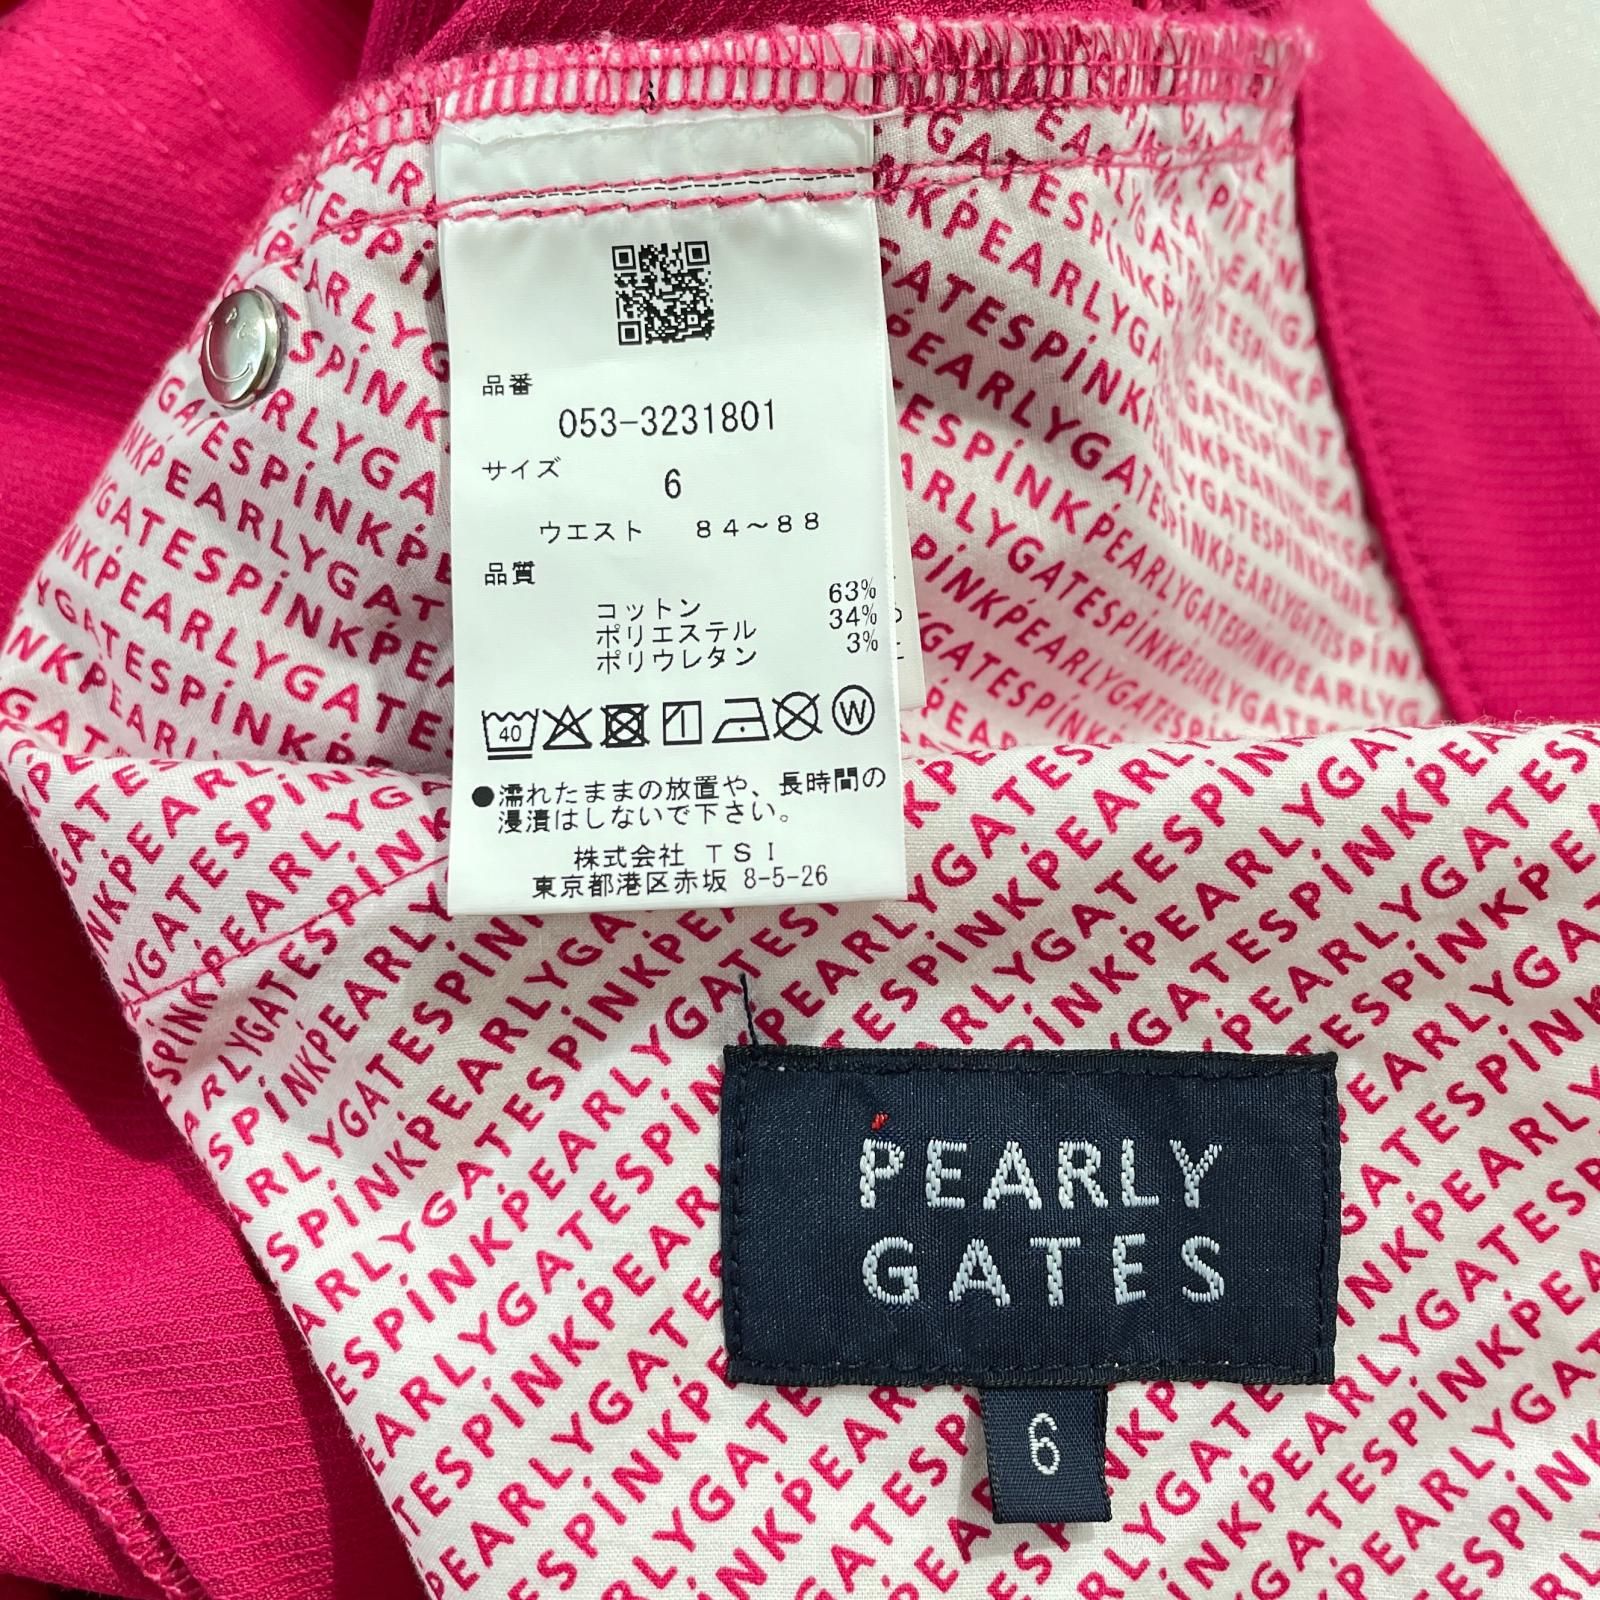 品番
053-3231801
サイズ
6
ウエスト 84～88
品質
コットン 63%
ポリエステル 34%
ポリウレタン 3%
40
W
●濡れたままの放置や、長時間の
浸漬はしないで下さい。
株式会社 TSI
東京都港区赤坂 8-5-26
PEARLY
GATES
6